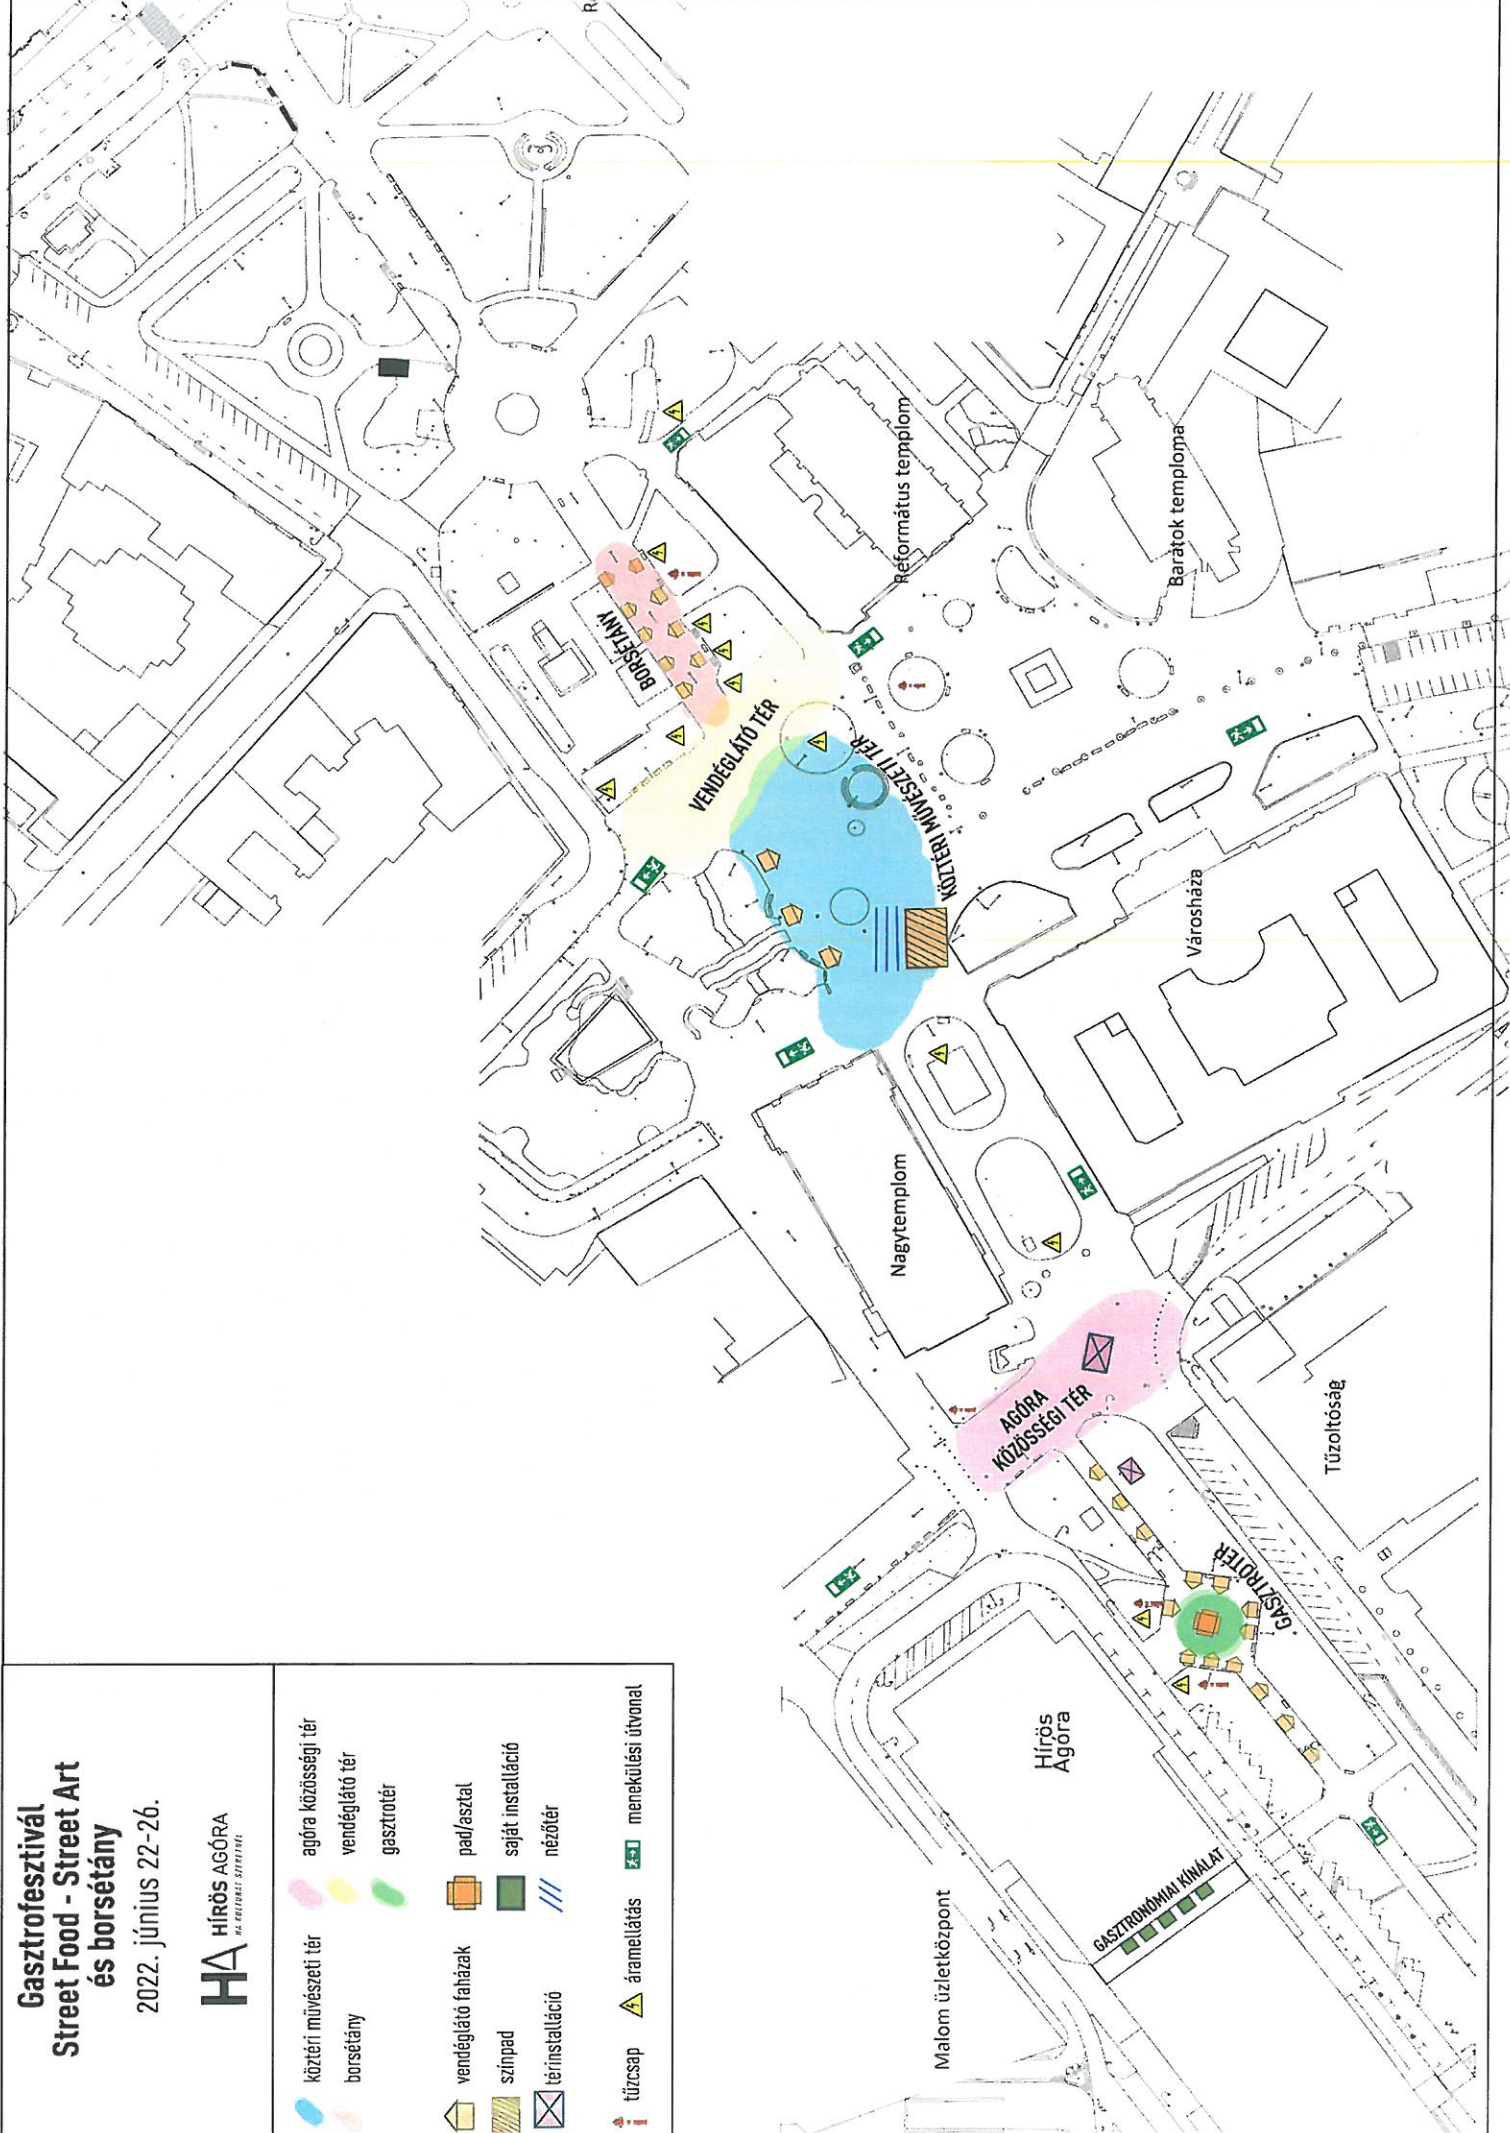 Gasztrofesztivál
Street Food - Street Art
és borsétány
2022. június 22-26.
HA HÍRÖS AGÓRA
köztéri művészeti tér
borsétány
agóra közösségi tér
vendéglátó tér
gasztrotér
vendéglátó faházak
színpad
térinstalláció
pad/asztal
saját installáció
nézőtér
tűzcsap
áramellátás
menekülési útvonal
BORSÉTÁNY
VENDÉGLÁTÓ TÉR
KÖZTÉRI MŰVÉSZETI TÉR
Református templom
Barátok temploma
Városháza
Nagytemplom
AGÓRA
KÖZÖSSÉGI TÉR
Tűzoltóság
GASZTROTÉR
Hírös
Agóra
GASZTRONÓMIAI KÍNÁLAT
Malom üzletközpont